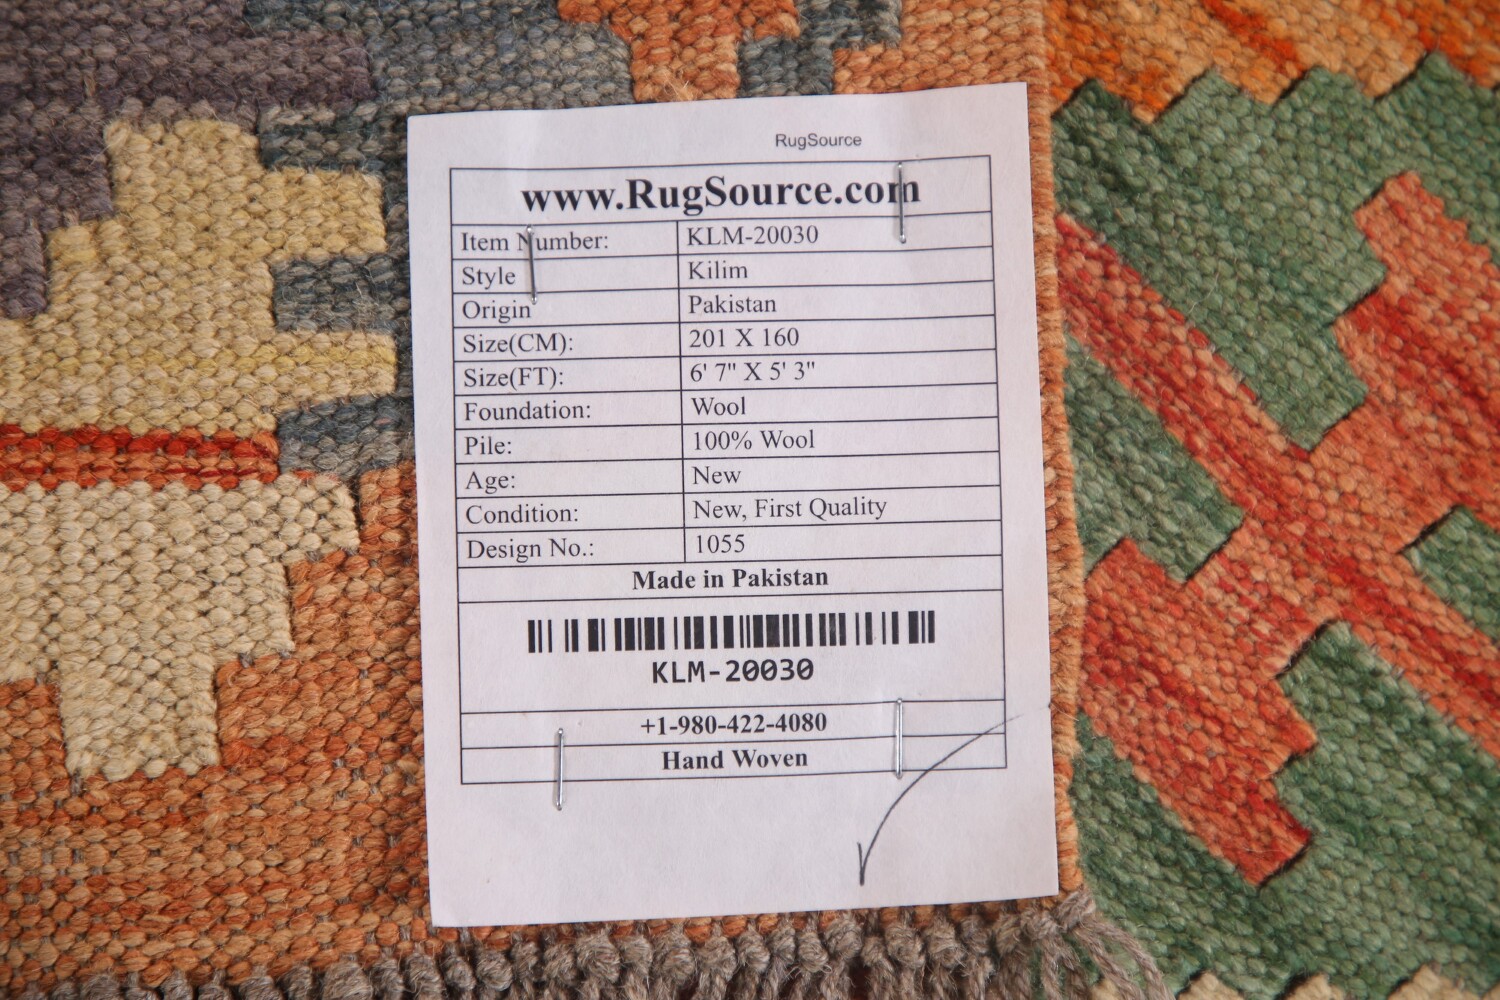 RugSource
www.RugSource.com
Item Number: KLM-20030
Style Kilim
Origin Pakistan
Size(CM): 201 X 160
Size(FT): 6' 7" X 5' 3"
Foundation: Wool
Pile: 100% Wool
Age: New
Condition: New, First Quality
Design No.: 1055
Made in Pakistan
KLM-20030
+1-980-422-4080
Hand Woven